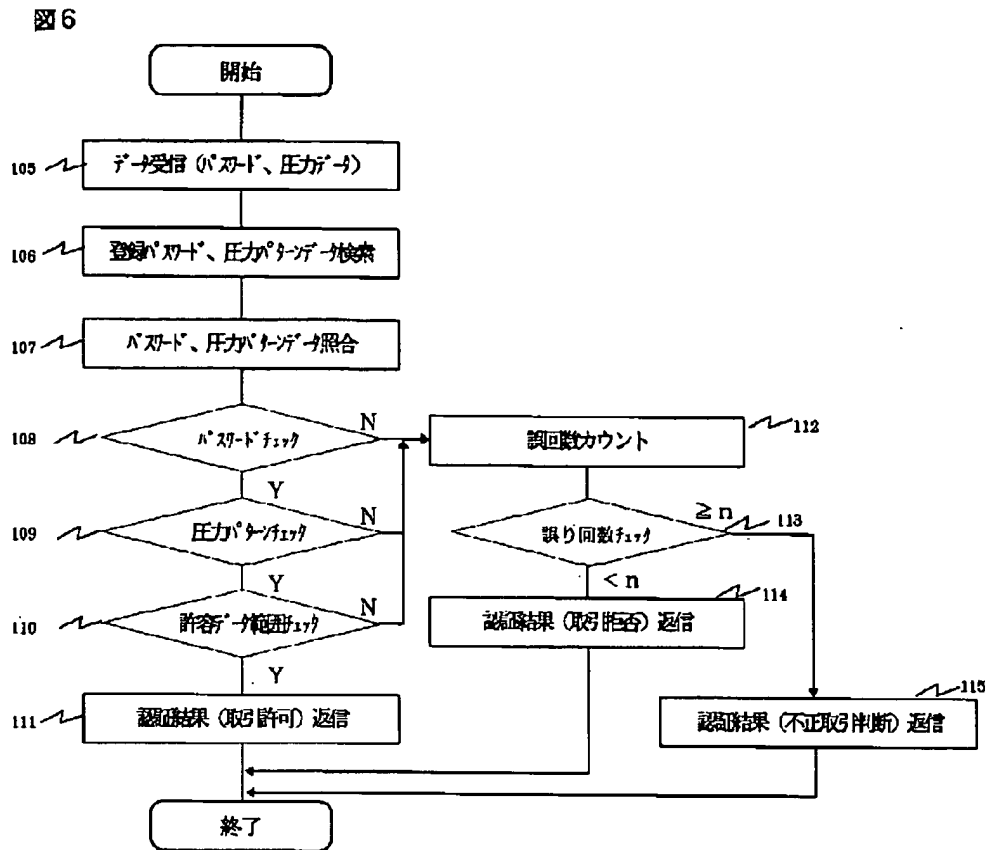 図6
開始
105
データ受信（パスワード、圧力データ）
106
登録パスワード、圧力パターンデータ検索
107
パスワード、圧力パターンデータ照合
108
パスワードチェック
N
Y
112
誤回数カウント
109
圧力パターンチェック
N
Y
113
誤り回数チェック
≧n
<n
110
許容データ範囲チェック
N
Y
114
認証結果（取引拒否）返信
111
認証結果（取引許可）返信
115
認証結果（不正取引判断）返信
終了